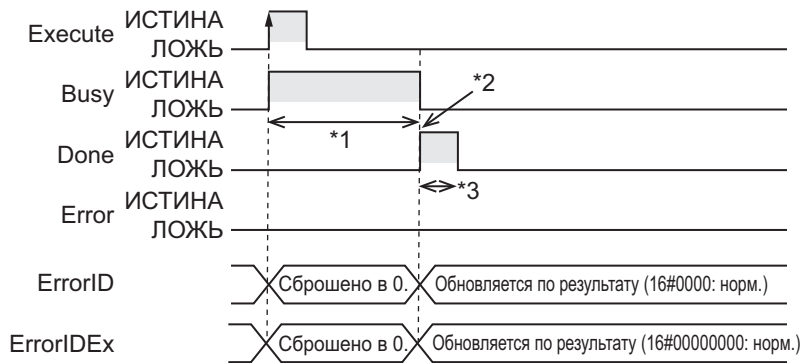 Execute ИСТИНА
ЛОЖЬ
Busy ИСТИНА
ЛОЖЬ
*2
*1
Done ИСТИНА
ЛОЖЬ
*3
Error ИСТИНА
ЛОЖЬ
ErrorID Сброшено в 0. Обновляется по результату (16#0000: норм.)
ErrorIDEx Сброшено в 0. Обновляется по результату (16#00000000: норм.)